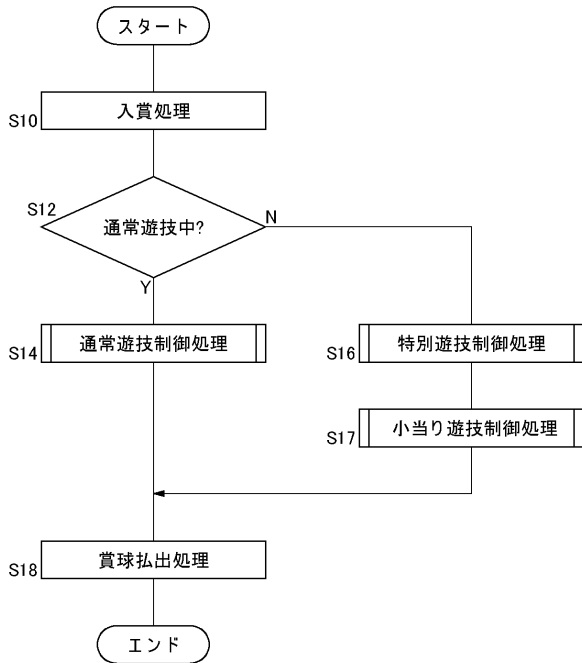 スタート
S10
入賞処理
S12
通常遊技中?
N
Y
S14
通常遊技制御処理
S16
特別遊技制御処理
S17
小当り遊技制御処理
S18
賞球払出処理
エンド